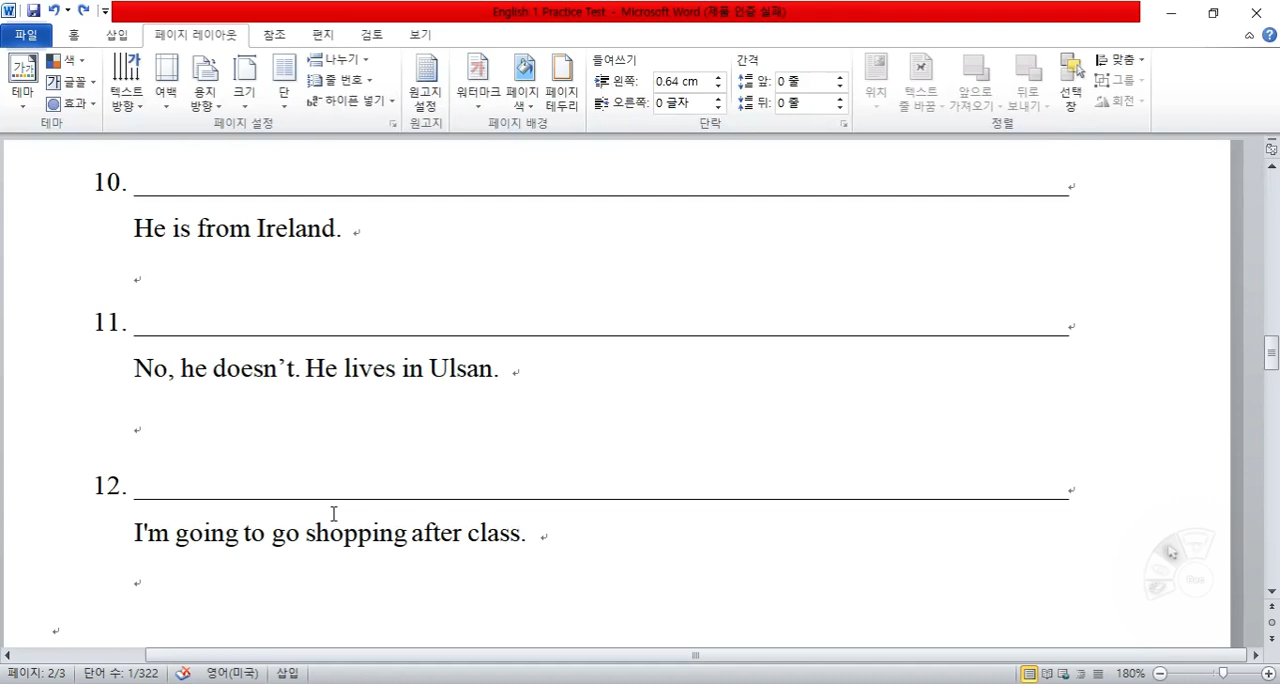 English 1 Practice Test - Microsoft Word (제품 인증 실패)
파일 홈 삽입 페이지 레이아웃 참조 편지 검토 보기
테마 색 글꼴 효과 텍스트 방향 여백 용지 방향 크기 단 나누기 줄 번호 하이픈 넣기 원고지 설정 워터마크 페이지 색 페이지 테두리
들여쓰기 간격
왼쪽: 0.64 cm 앞: 0 줄
오른쪽: 0 글자 뒤: 0 줄
위치 텍스트 줄 바꿈 앞으로 가져오기 뒤로 보내기 선택 창 맞춤 그룹 회전
테마 페이지 설정 원고지 페이지 배경 단락 정렬
10.
He is from Ireland.
11.
No, he doesn’t. He lives in Ulsan.
12.
I'm going to go shopping after class.
페이지: 2/3 단어 수: 1/322 영어(미국) 삽입 180%